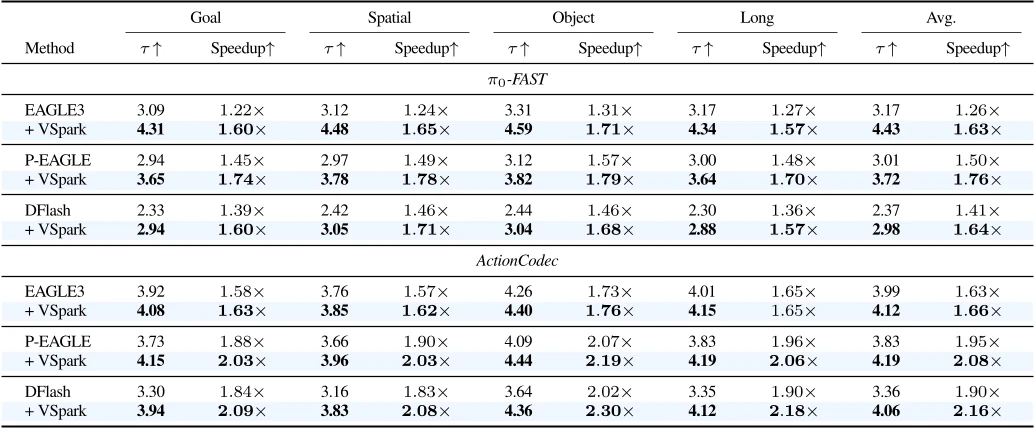 Goal Spatial Object Long Avg.
Method τ↑ Speedup↑ τ↑ Speedup↑ τ↑ Speedup↑ τ↑ Speedup↑ τ↑ Speedup↑
π₀-FAST
EAGLE3 3.09 1.22× 3.12 1.24× 3.31 1.31× 3.17 1.27× 3.17 1.26×
+ VSpark 4.31 1.60× 4.48 1.65× 4.59 1.71× 4.34 1.57× 4.43 1.63×
P-EAGLE 2.94 1.45× 2.97 1.49× 3.12 1.57× 3.00 1.48× 3.01 1.50×
+ VSpark 3.65 1.74× 3.78 1.78× 3.82 1.79× 3.64 1.70× 3.72 1.76×
DFlash 2.33 1.39× 2.42 1.46× 2.44 1.46× 2.30 1.36× 2.37 1.41×
+ VSpark 2.94 1.60× 3.05 1.71× 3.04 1.68× 2.88 1.57× 2.98 1.64×
ActionCodec
EAGLE3 3.92 1.58× 3.76 1.57× 4.26 1.73× 4.01 1.65× 3.99 1.63×
+ VSpark 4.08 1.63× 3.85 1.62× 4.40 1.76× 4.15 1.65× 4.12 1.66×
P-EAGLE 3.73 1.88× 3.66 1.90× 4.09 2.07× 3.83 1.96× 3.83 1.95×
+ VSpark 4.15 2.03× 3.96 2.03× 4.44 2.19× 4.19 2.06× 4.19 2.08×
DFlash 3.30 1.84× 3.16 1.83× 3.64 2.02× 3.35 1.90× 3.36 1.90×
+ VSpark 3.94 2.09× 3.83 2.08× 4.36 2.30× 4.12 2.18× 4.06 2.16×